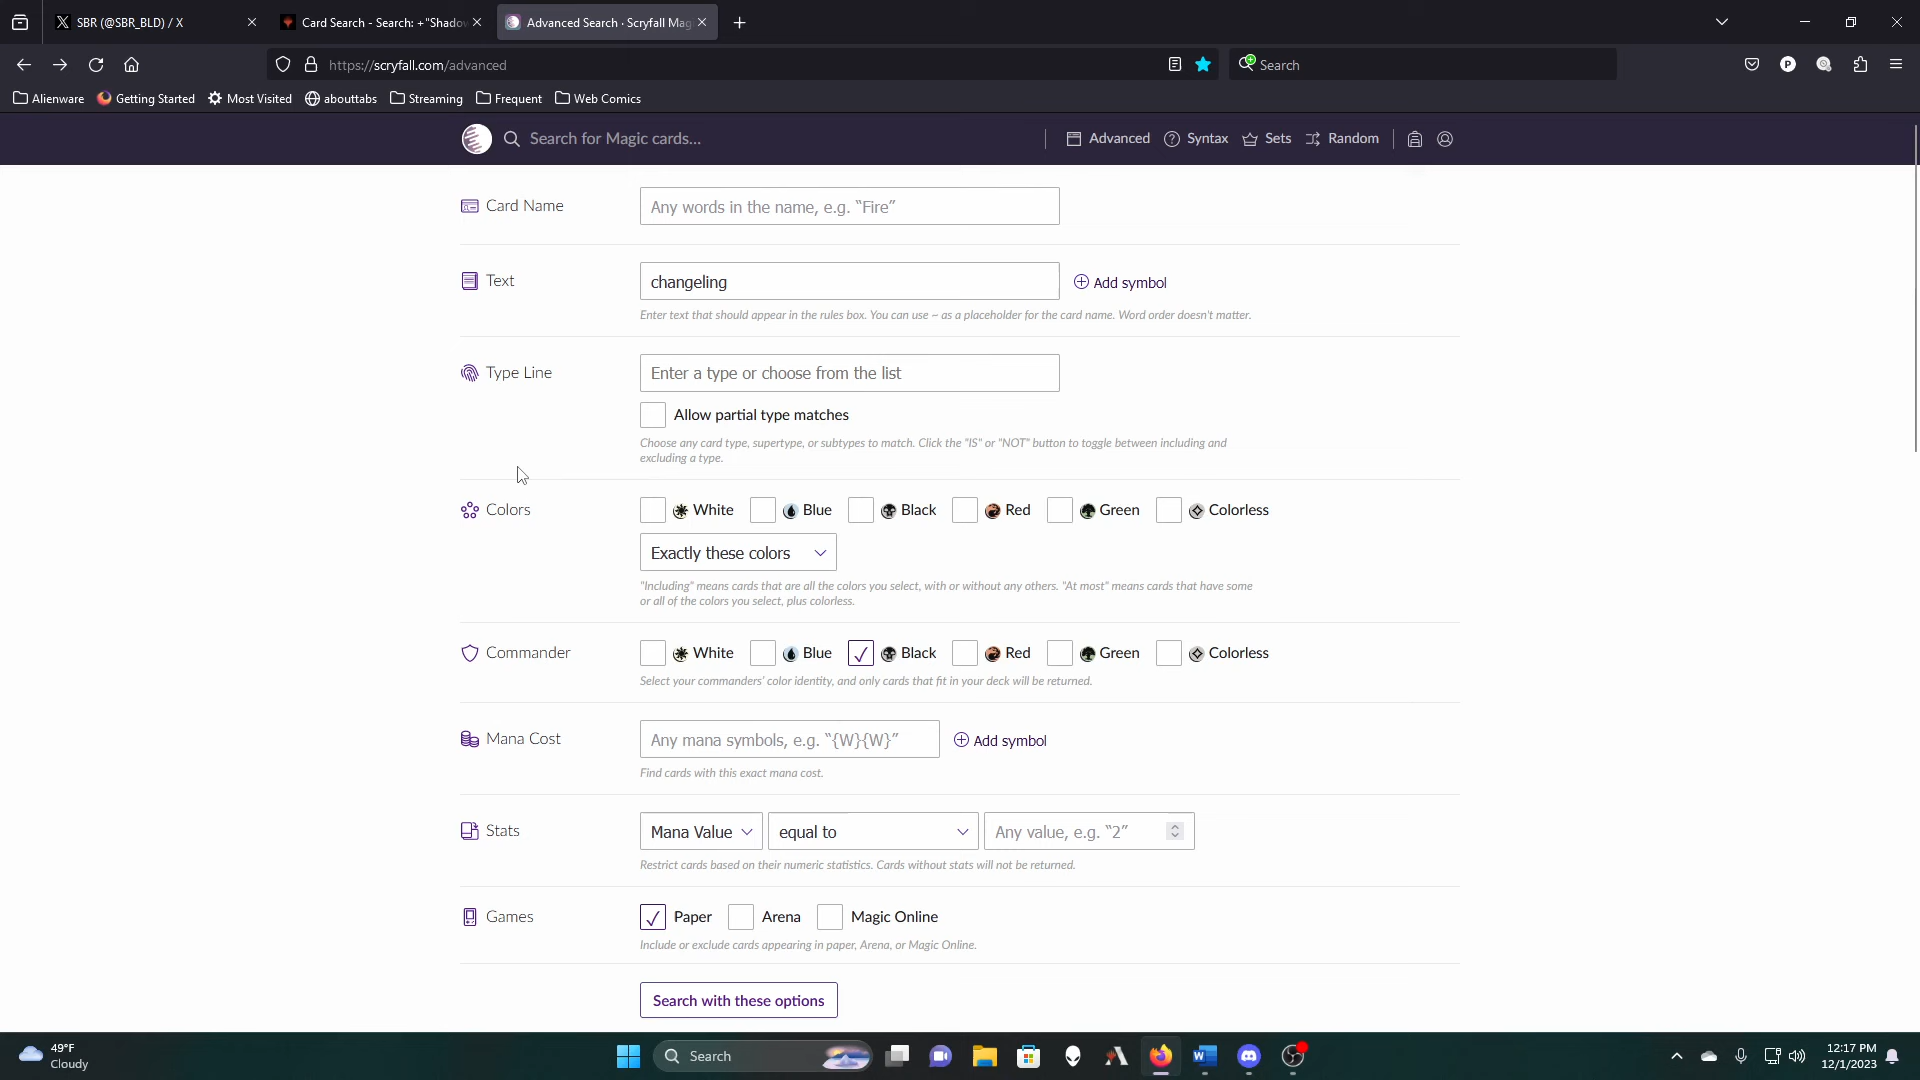 SBR (@SBR_BLD) / X
Card Search - Search: +"Shadow
Advanced Search · Scryfall Mag
https://scryfall.com/advanced
Search
Alienware
Getting Started
Most Visited
abouttabs
Streaming
Frequent
Web Comics
Search for Magic cards...
Advanced
Syntax
Sets
Random
Card Name
Any words in the name, e.g. “Fire”
Text
changeling
Add symbol
Enter text that should appear in the rules box. You can use ~ as a placeholder for the card name. Word order doesn't matter.
Type Line
Enter a type or choose from the list
Allow partial type matches
Choose any card type, supertype, or subtypes to match. Click the "IS" or "NOT" button to toggle between including and
excluding a type.
Colors
White
Blue
Black
Red
Green
Colorless
Exactly these colors
"Including" means cards that are all the colors you select, with or without any others. "At most" means cards that have some
or all of the colors you select, plus colorless.
Commander
White
Blue
Black
Red
Green
Colorless
Select your commanders' color identity, and only cards that fit in your deck will be returned.
Mana Cost
Any mana symbols, e.g. “{W}{W}”
Add symbol
Find cards with this exact mana cost.
Stats
Mana Value
equal to
Any value, e.g. “2”
Restrict cards based on their numeric statistics. Cards without stats will not be returned.
Games
Paper
Arena
Magic Online
Include or exclude cards appearing in paper, Arena, or Magic Online.
Search with these options
49°F
Cloudy
Search
12:17 PM
12/1/2023